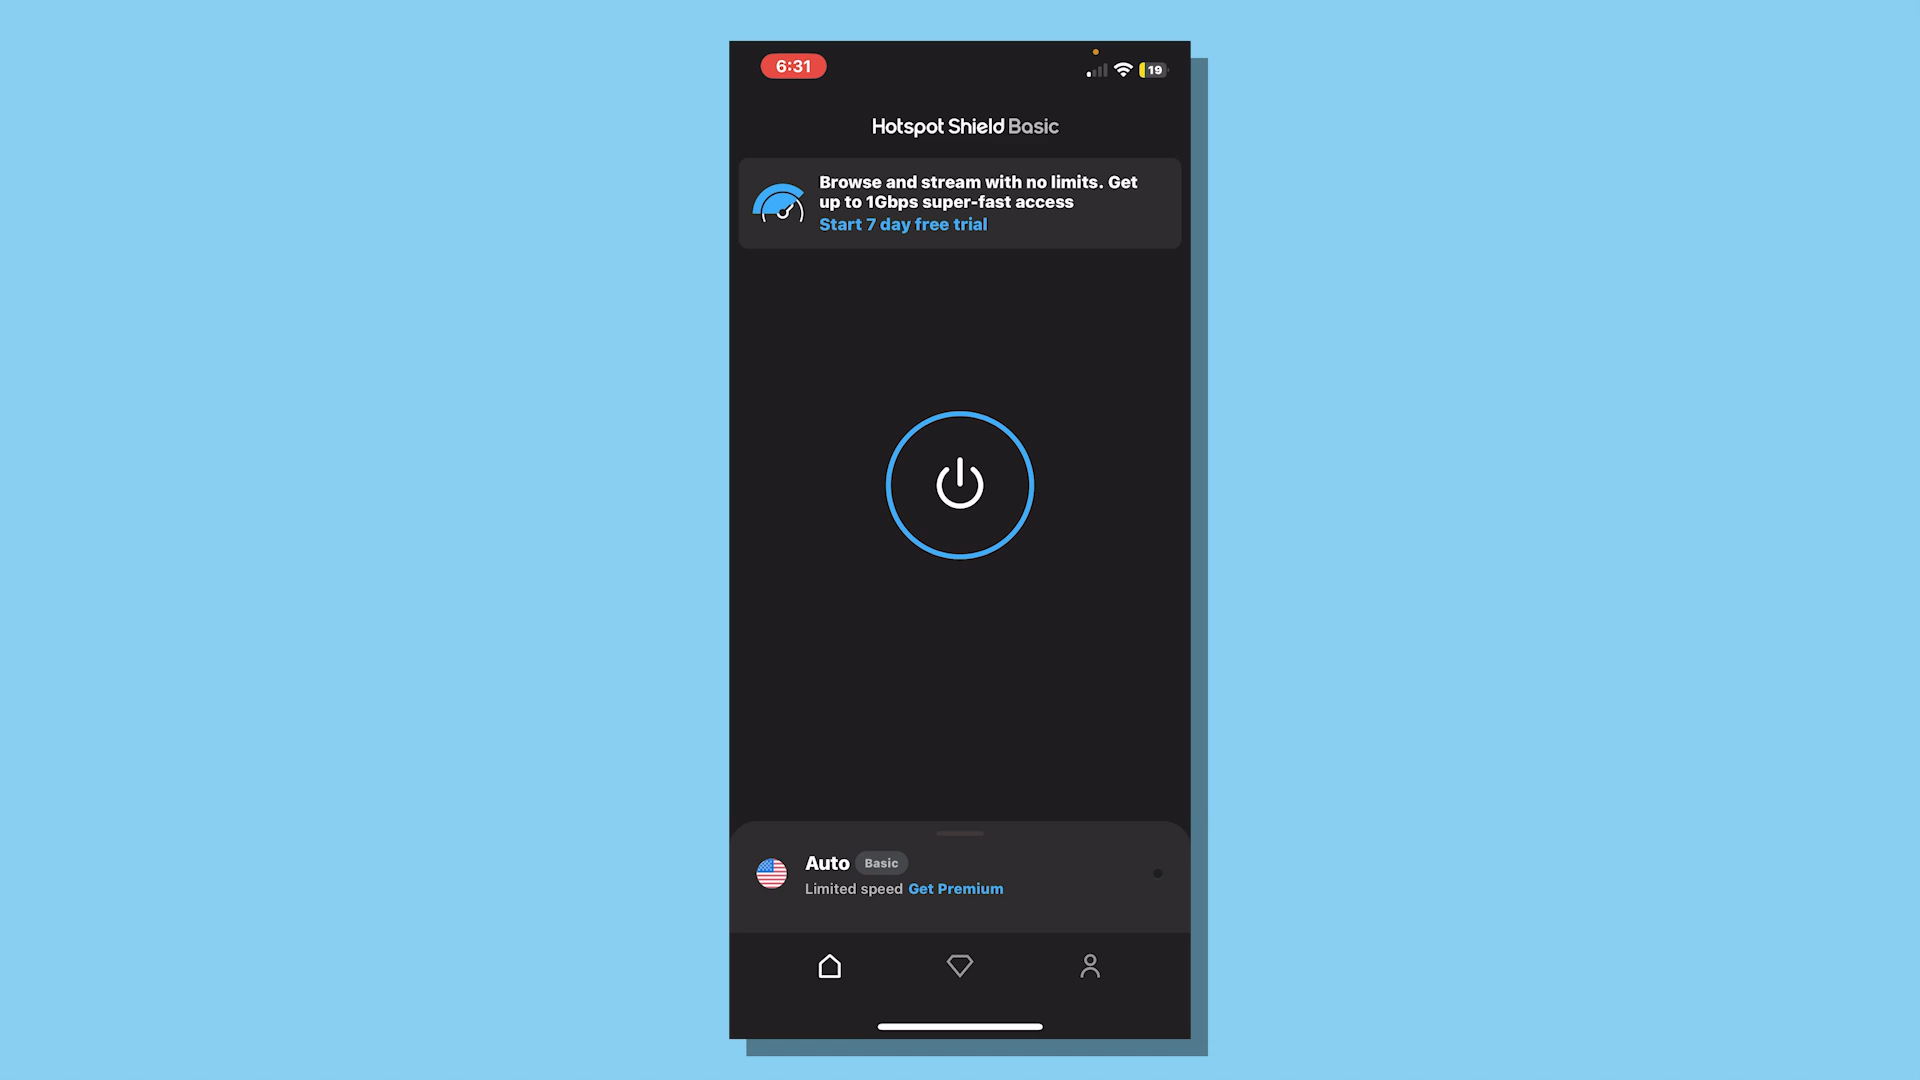 6:31
19
Hotspot Shield Basic
Browse and stream with no limits. Get
up to 1Gbps super-fast access
Start 7 day free trial
Auto Basic
Limited speed Get Premium